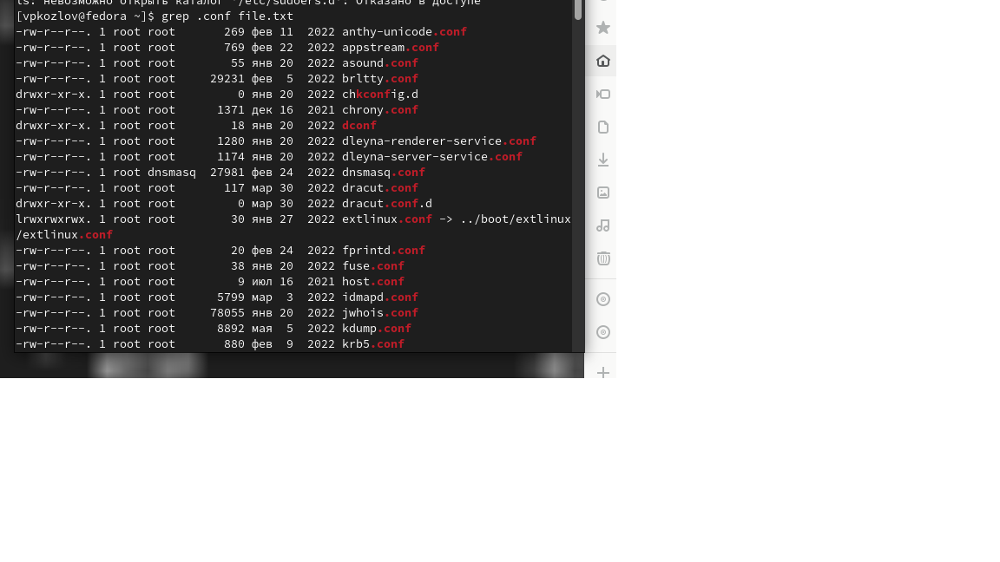 ls: невозможно открыть каталог '/etc/sudoers.d': Отказано в доступе
[vpkozlov@fedora ~]$ grep .conf file.txt
-rw-r--r--. 1 root root       269 фев 11  2022 anthy-unicode.conf
-rw-r--r--. 1 root root       769 фев 22  2022 appstream.conf
-rw-r--r--. 1 root root        55 янв 20  2022 asound.conf
-rw-r--r--. 1 root root     29231 фев  5  2022 brltty.conf
drwxr-xr-x. 1 root root         0 янв 20  2022 chkconfig.d
-rw-r--r--. 1 root root      1371 дек 16  2021 chrony.conf
drwxr-xr-x. 1 root root        18 янв 20  2022 dconf
-rw-r--r--. 1 root root      1280 янв 20  2022 dleyna-renderer-service.conf
-rw-r--r--. 1 root root      1174 янв 20  2022 dleyna-server-service.conf
-rw-r--r--. 1 root dnsmasq  27981 фев 24  2022 dnsmasq.conf
-rw-r--r--. 1 root root       117 мар 30  2022 dracut.conf
drwxr-xr-x. 1 root root         0 мар 30  2022 dracut.conf.d
lrwxrwxrwx. 1 root root        30 янв 27  2022 extlinux.conf -> ../boot/extlinux
/extlinux.conf
-rw-r--r--. 1 root root        20 фев 24  2022 fprintd.conf
-rw-r--r--. 1 root root        38 янв 20  2022 fuse.conf
-rw-r--r--. 1 root root         9 июл 16  2021 host.conf
-rw-r--r--. 1 root root      5799 мар  3  2022 idmapd.conf
-rw-r--r--. 1 root root     78055 янв 20  2022 jwhois.conf
-rw-r--r--. 1 root root      8892 мая  5  2022 kdump.conf
-rw-r--r--. 1 root root       880 фев  9  2022 krb5.conf